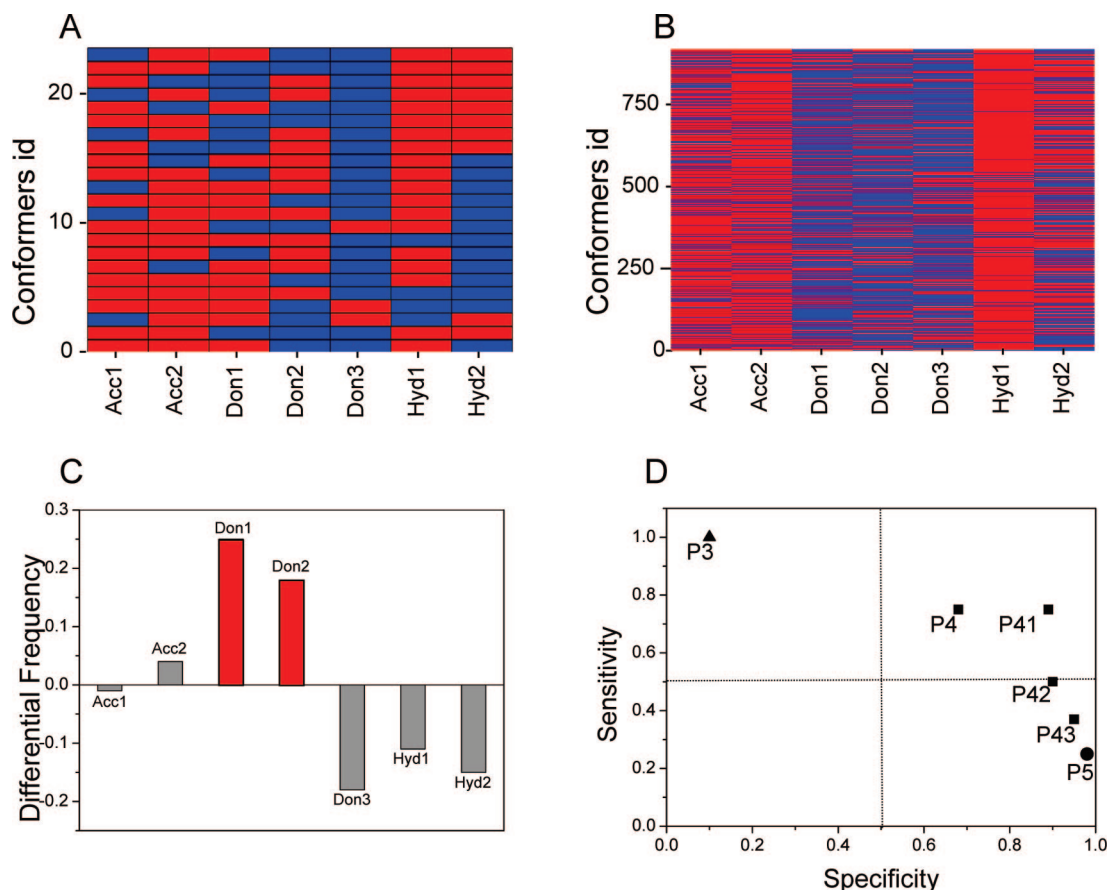 A
Conformers id
20
10
0
Acc1
Acc2
Don1
Don2
Don3
Hyd1
Hyd2
B
Conformers id
750
500
250
0
Acc1
Acc2
Don1
Don2
Don3
Hyd1
Hyd2
C
Differential Frequency
0.3
0.2
0.1
0.0
-0.1
-0.2
Acc1
Acc2
Don1
Don2
Don3
Hyd1
Hyd2
D
Sensitivity
1.0
0.8
0.6
0.4
0.2
0.0
P3
P4
P41
P42
P43
P5
0.0 0.2 0.4 0.6 0.8 1.0
Specificity